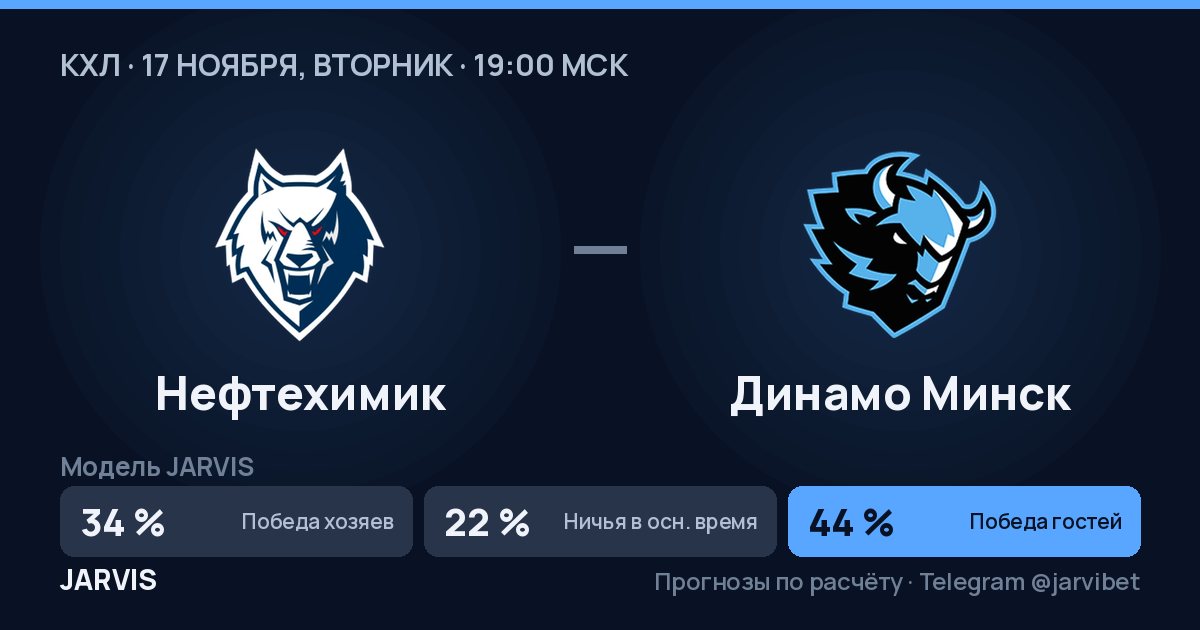 КХЛ · 17 НОЯБРЯ, ВТОРНИК · 19:00 МСК
Нефтехимик — Динамо Минск
Модель JARVIS
34 % Победа хозяев 22 % Ничья в осн. время 44 % Победа гостей
JARVIS Прогнозы по расчёту · Telegram @jarvibet